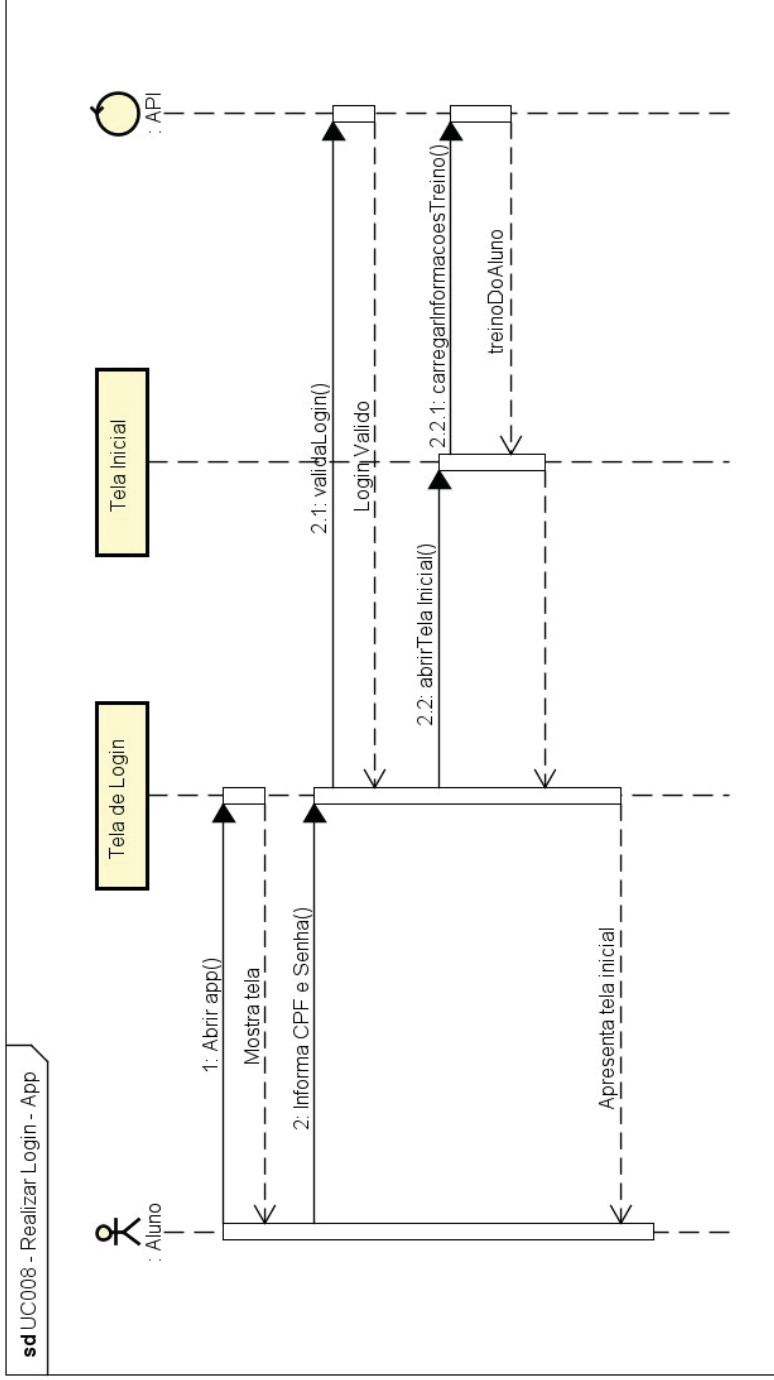 sd UC008 - Realizar Login - App
: Aluno
Tela de Login
Tela Inicial
: API
1: Abrir app()
Mostra tela
2: Informa CPF e Senha()
2.1: validaLogin()
Login Valido
2.2: abrirTela Inicial()
2.2.1: carregarInformacoesTreino()
treinoDoAluno
Apresenta tela inicial